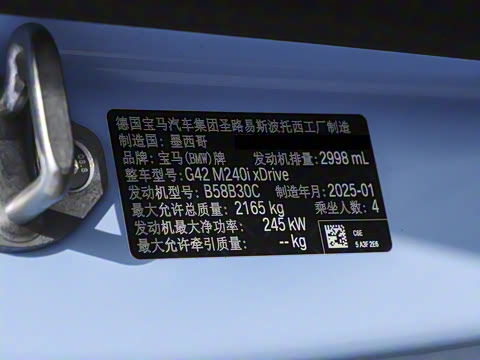 德国宝马汽车集团圣路易斯波托西工厂制造
制造国：墨西哥
品牌：宝马(BMW)牌 发动机排量：2998 mL
整车型号：G42 M240i xDrive
发动机型号：B58B30C 制造年月：2025-01
最大允许总质量：2165 kg 乘坐人数：4
发动机最大净功率：245 kW
最大允许牵引质量：-- kg
C6E
5 A3F 2E6